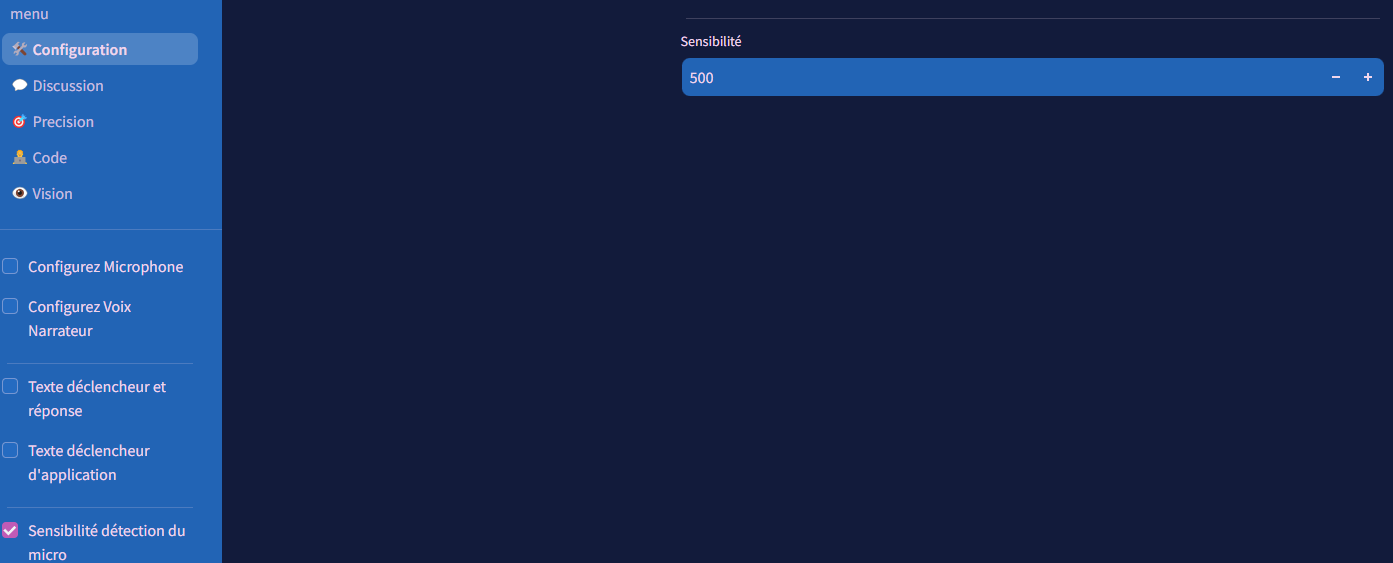 menu
Configuration
Discussion
Precision
Code
Vision
Configurez Microphone
Configurez Voix
Narrateur
Texte déclencheur et
réponse
Texte déclencheur
d'application
Sensibilité détection du
micro
Sensibilité
500